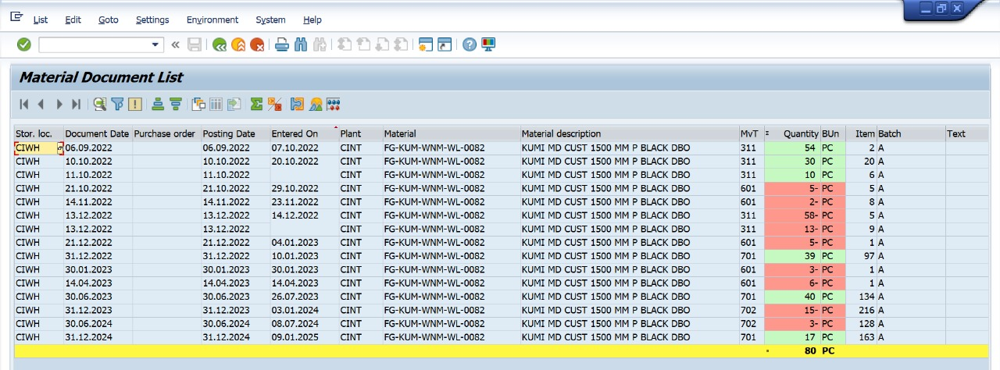 List Edit Goto Settings Environment System Help
Material Document List
Stor. loc. Document Date Purchase order Posting Date Entered On Plant Material Material description MvT Σ Quantity BUn Item Batch Text
CIWH 06.09.2022 06.09.2022 07.10.2022 CINT FG-KUM-WNM-WL-0082 KUMI MD CUST 1500 MM P BLACK DBO 311 54 PC 2 A
CIWH 10.10.2022 10.10.2022 20.10.2022 CINT FG-KUM-WNM-WL-0082 KUMI MD CUST 1500 MM P BLACK DBO 311 30 PC 20 A
CIWH 11.10.2022 11.10.2022 CINT FG-KUM-WNM-WL-0082 KUMI MD CUST 1500 MM P BLACK DBO 311 10 PC 6 A
CIWH 21.10.2022 21.10.2022 29.10.2022 CINT FG-KUM-WNM-WL-0082 KUMI MD CUST 1500 MM P BLACK DBO 601 5- PC 5 A
CIWH 14.11.2022 14.11.2022 23.11.2022 CINT FG-KUM-WNM-WL-0082 KUMI MD CUST 1500 MM P BLACK DBO 601 2- PC 8 A
CIWH 13.12.2022 13.12.2022 14.12.2022 CINT FG-KUM-WNM-WL-0082 KUMI MD CUST 1500 MM P BLACK DBO 311 58- PC 5 A
CIWH 13.12.2022 13.12.2022 CINT FG-KUM-WNM-WL-0082 KUMI MD CUST 1500 MM P BLACK DBO 311 13- PC 9 A
CIWH 21.12.2022 21.12.2022 04.01.2023 CINT FG-KUM-WNM-WL-0082 KUMI MD CUST 1500 MM P BLACK DBO 601 5- PC 1 A
CIWH 31.12.2022 31.12.2022 10.01.2023 CINT FG-KUM-WNM-WL-0082 KUMI MD CUST 1500 MM P BLACK DBO 701 39 PC 97 A
CIWH 30.01.2023 30.01.2023 30.01.2023 CINT FG-KUM-WNM-WL-0082 KUMI MD CUST 1500 MM P BLACK DBO 601 3- PC 1 A
CIWH 14.04.2023 14.04.2023 14.04.2023 CINT FG-KUM-WNM-WL-0082 KUMI MD CUST 1500 MM P BLACK DBO 601 6- PC 1 A
CIWH 30.06.2023 30.06.2023 26.07.2023 CINT FG-KUM-WNM-WL-0082 KUMI MD CUST 1500 MM P BLACK DBO 701 40 PC 134 A
CIWH 31.12.2023 31.12.2023 03.01.2024 CINT FG-KUM-WNM-WL-0082 KUMI MD CUST 1500 MM P BLACK DBO 702 15- PC 216 A
CIWH 30.06.2024 30.06.2024 08.07.2024 CINT FG-KUM-WNM-WL-0082 KUMI MD CUST 1500 MM P BLACK DBO 702 3- PC 128 A
CIWH 31.12.2024 31.12.2024 09.01.2025 CINT FG-KUM-WNM-WL-0082 KUMI MD CUST 1500 MM P BLACK DBO 701 17 PC 163 A
80 PC